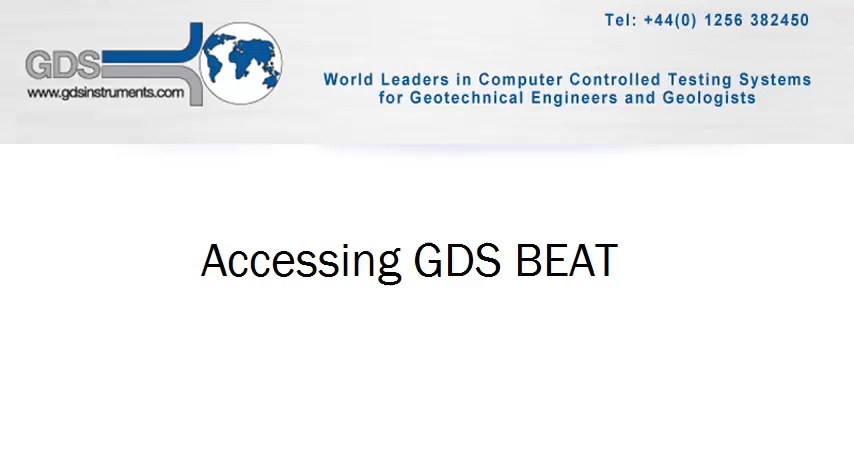 Tel: +44(0) 1256 382450
GDS
www.gdsinstruments.com
World Leaders in Computer Controlled Testing Systems
for Geotechnical Engineers and Geologists
Accessing GDS BEAT